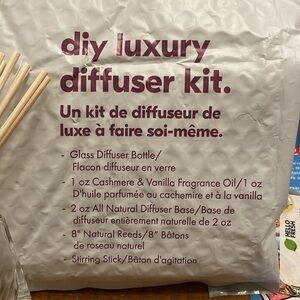 diy luxury
diffuser kit.
Un kit de diffuseur de
luxe à faire soi-même.
- Glass Diffuser Bottle/
Flacon diffuseur en verre
- 1 oz Cashmere & Vanilla Fragrance Oil/1 oz
D'huile parfumée au cachemire et à la vanilla
- 2 oz All Natural Diffuser Base/Base de
diffuseur entièrement naturelle de 2 oz
- 8" Natural Reeds/8" Bâtons
de roseau naturel
- Stirring Stick/Bâton d'agitation
HELLO
FRESH